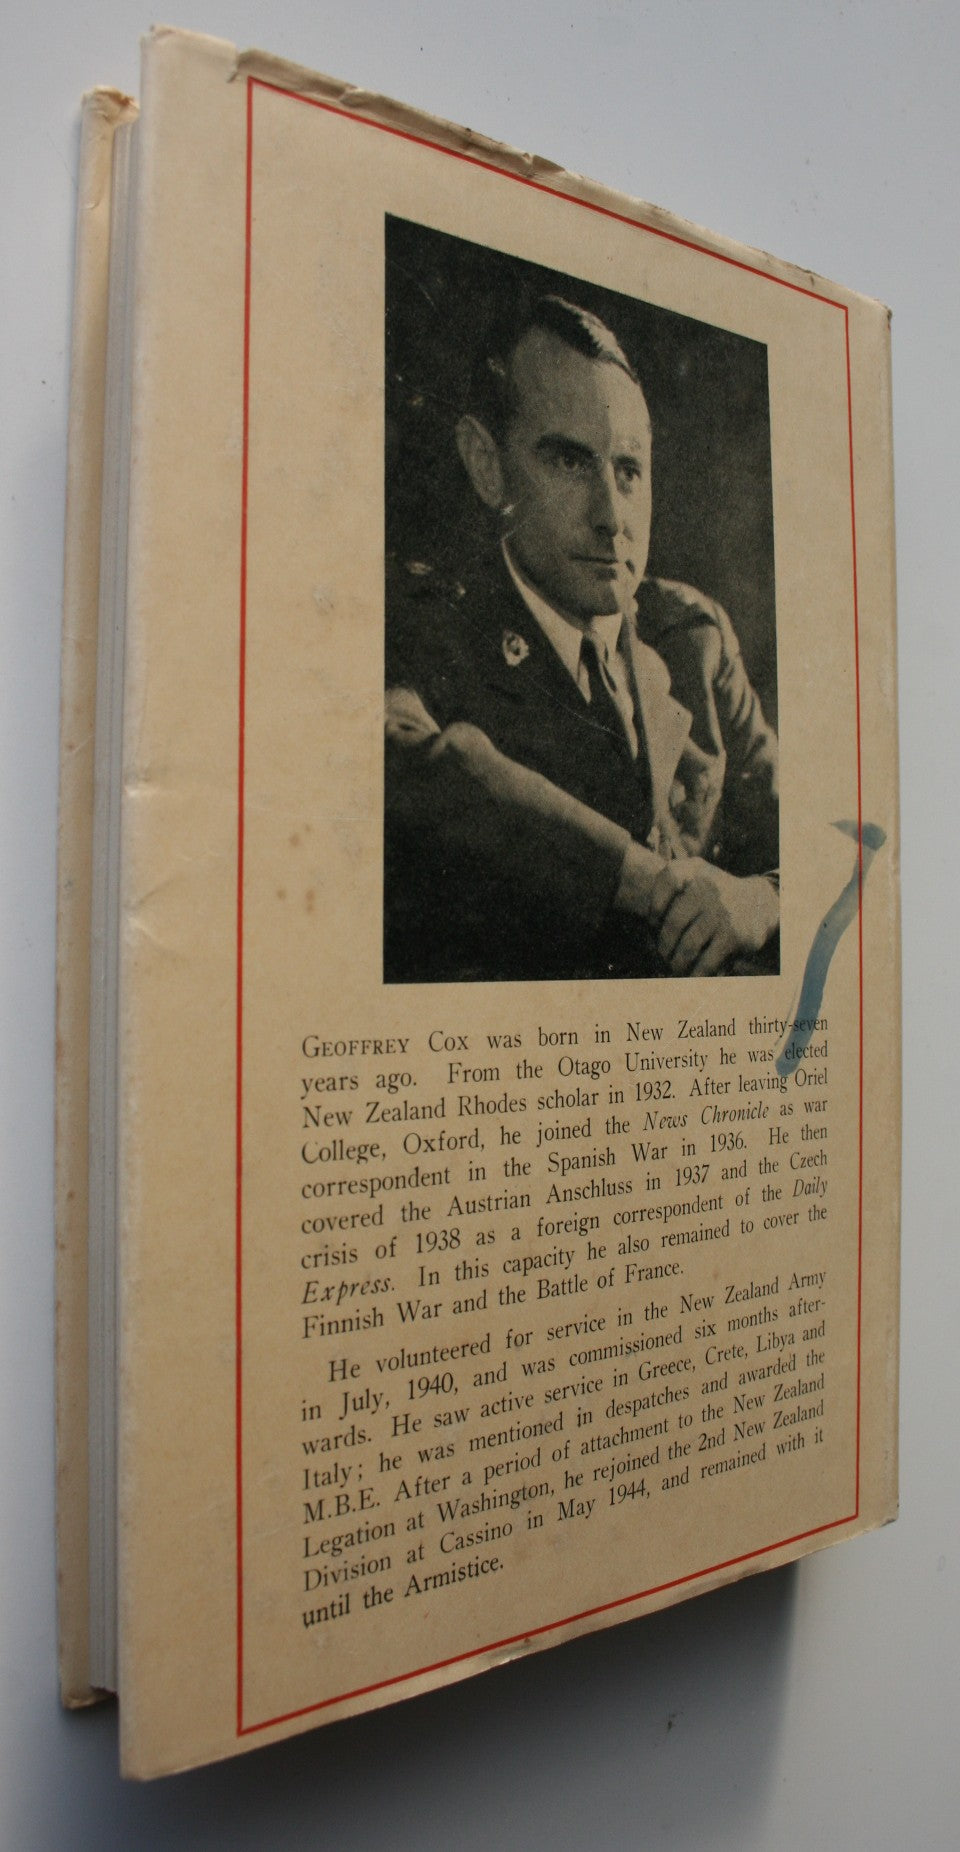 GEOFFREY Cox was born in New Zealand thirty-seven
years ago. From the Otago University he was elected
New Zealand Rhodes scholar in 1932. After leaving Oriel
College, Oxford, he joined the News Chronicle as war
correspondent in the Spanish War in 1936. He then
covered the Austrian Anschluss in 1937 and the Czech
crisis of 1938 as a foreign correspondent of the Daily
Express. In this capacity he also remained to cover the
Finnish War and the Battle of France.
He volunteered for service in the New Zealand Army
in July, 1940, and was commissioned six months after-
wards. He saw active service in Greece, Crete, Libya and
Italy; he was mentioned in despatches and awarded the
M.B.E. After a period of attachment to the New Zealand
Legation at Washington, he rejoined the 2nd New Zealand
Division at Cassino in May 1944, and remained with it
until the Armistice.